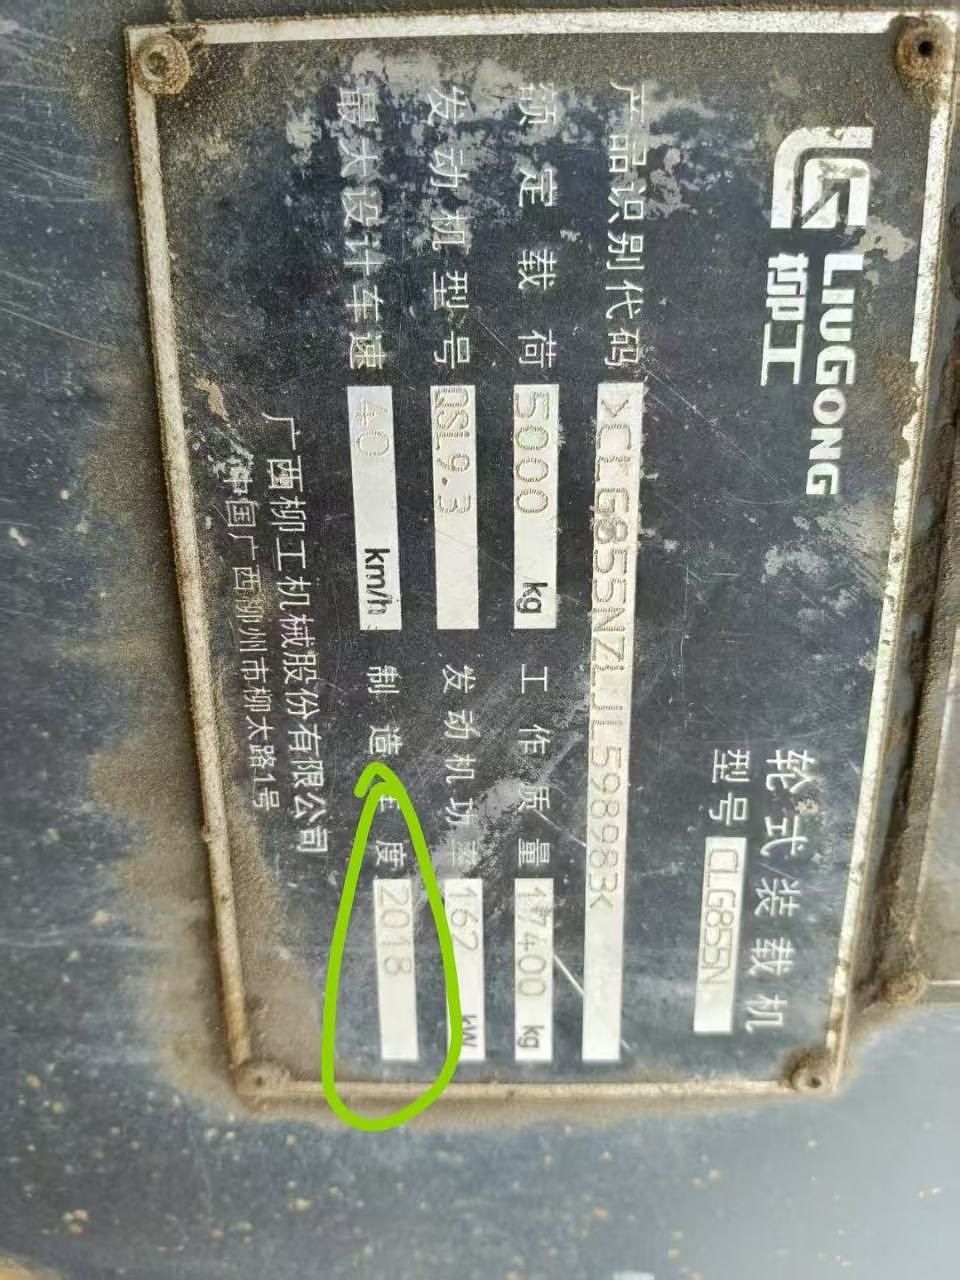 LIUGONG
柳工
轮式装载机
型号 CLG855N
产品识别代码
额定载荷 5000 kg 工作质量 17400 kg
发动机型号 QSL9.3 发动机功率 162 kW
最大设计车速 40 km/h 制造年度 2018
广西柳工机械股份有限公司
中国广西柳州市柳太路1号